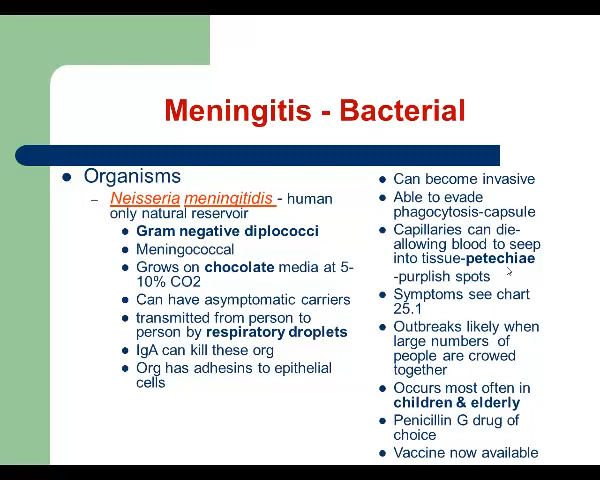 Meningitis - Bacterial
Organisms
– Neisseria meningitidis - human
only natural reservoir
Gram negative diplococci
Meningococcal
Grows on chocolate media at 5-
10% CO2
Can have asymptomatic carriers
transmitted from person to
person by respiratory droplets
IgA can kill these org
Org has adhesins to epithelial
cells
Can become invasive
Able to evade
phagocytosis-capsule
Capillaries can die-
allowing blood to seep
into tissue-petechiae
-purplish spots
Symptoms see chart
25.1
Outbreaks likely when
large numbers of
people are crowed
together
Occurs most often in
children & elderly
Penicillin G drug of
choice
Vaccine now available